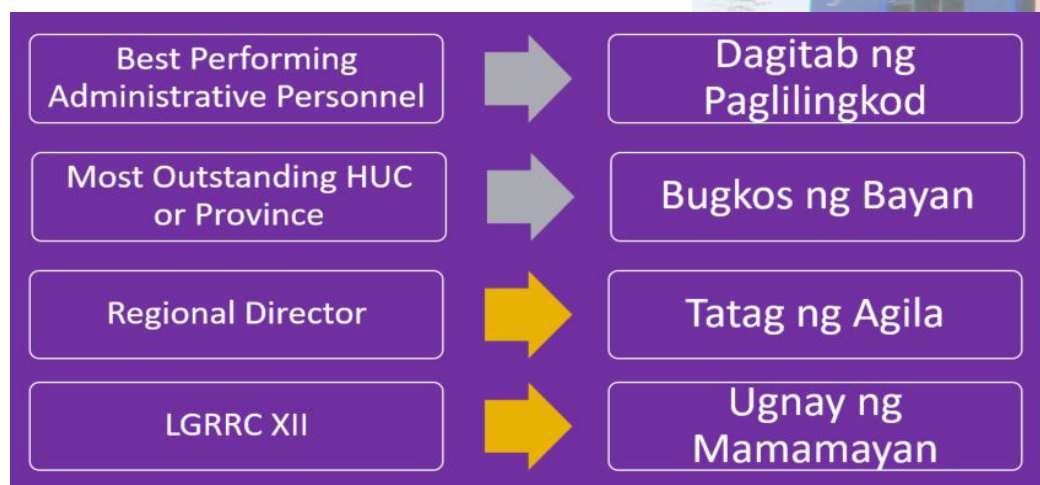 Best Performing
Administrative Personnel
Dagitab ng
Paglilingkod
Most Outstanding HUC
or Province
Bugkos ng Bayan
Regional Director
Tatag ng Agila
LGRRC XII
Ugnay ng
Mamamayan